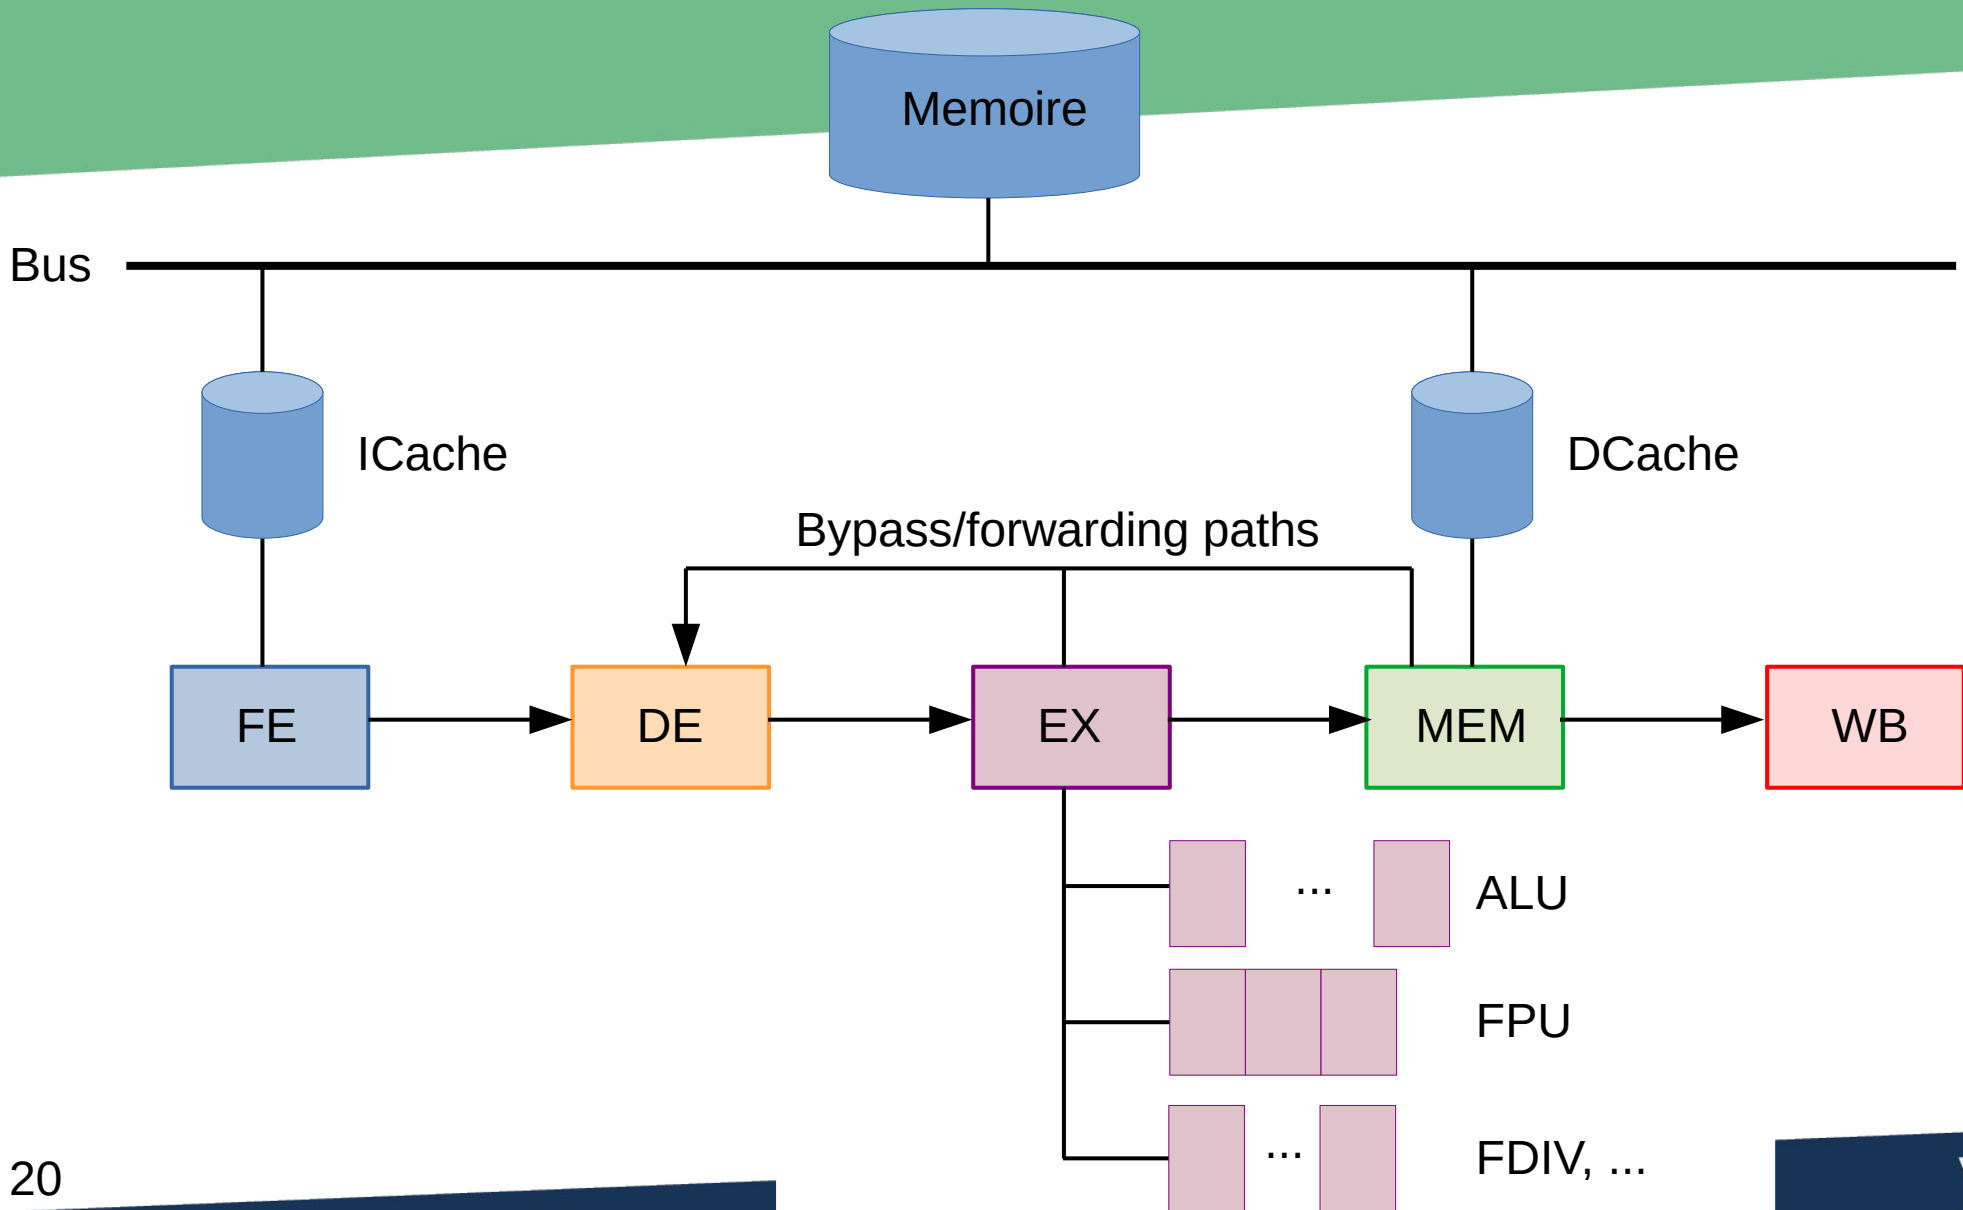 Memoire
Bus
ICache
DCache
Bypass/forwarding paths
FE
DE
EX
MEM
WB
...
ALU
FPU
...
FDIV, ...
20